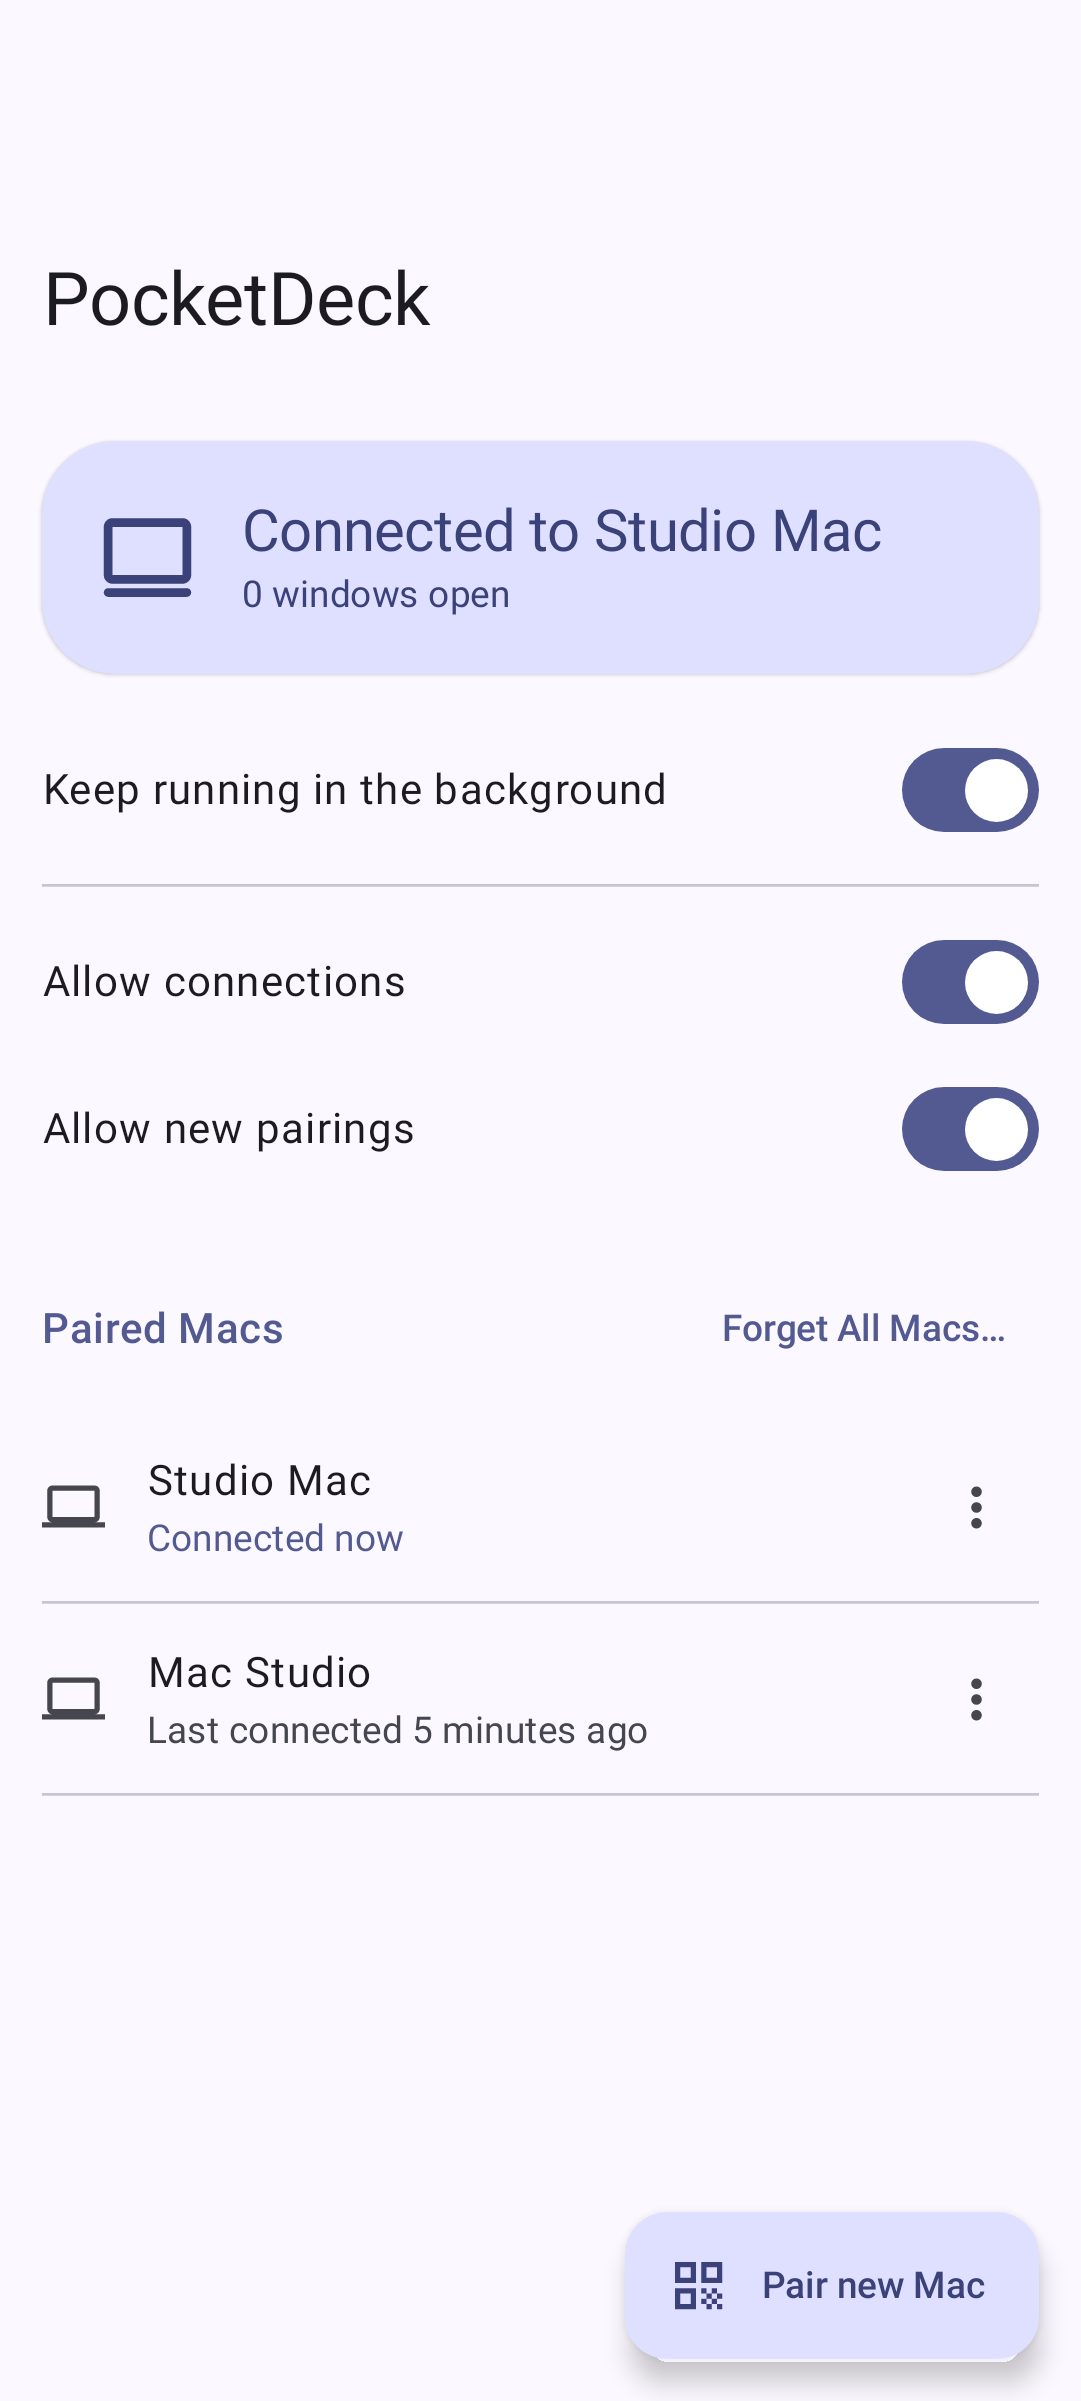 PocketDeck
Connected to Studio Mac
0 windows open
Keep running in the background
Allow connections
Allow new pairings
Paired Macs
Forget All Macs...
Studio Mac
Connected now
Mac Studio
Last connected 5 minutes ago
Pair new Mac